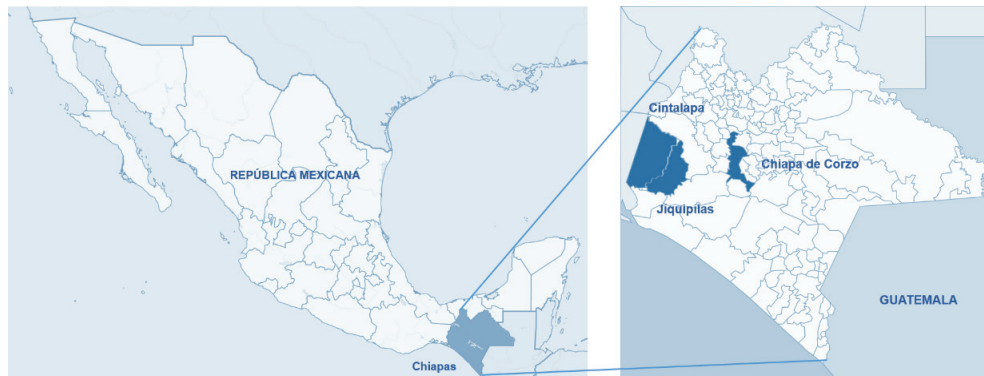 REPÚBLICA MEXICANA
Chiapas
Cintalapa
Chiapa de Corzo
Jiquipilas
GUATEMALA